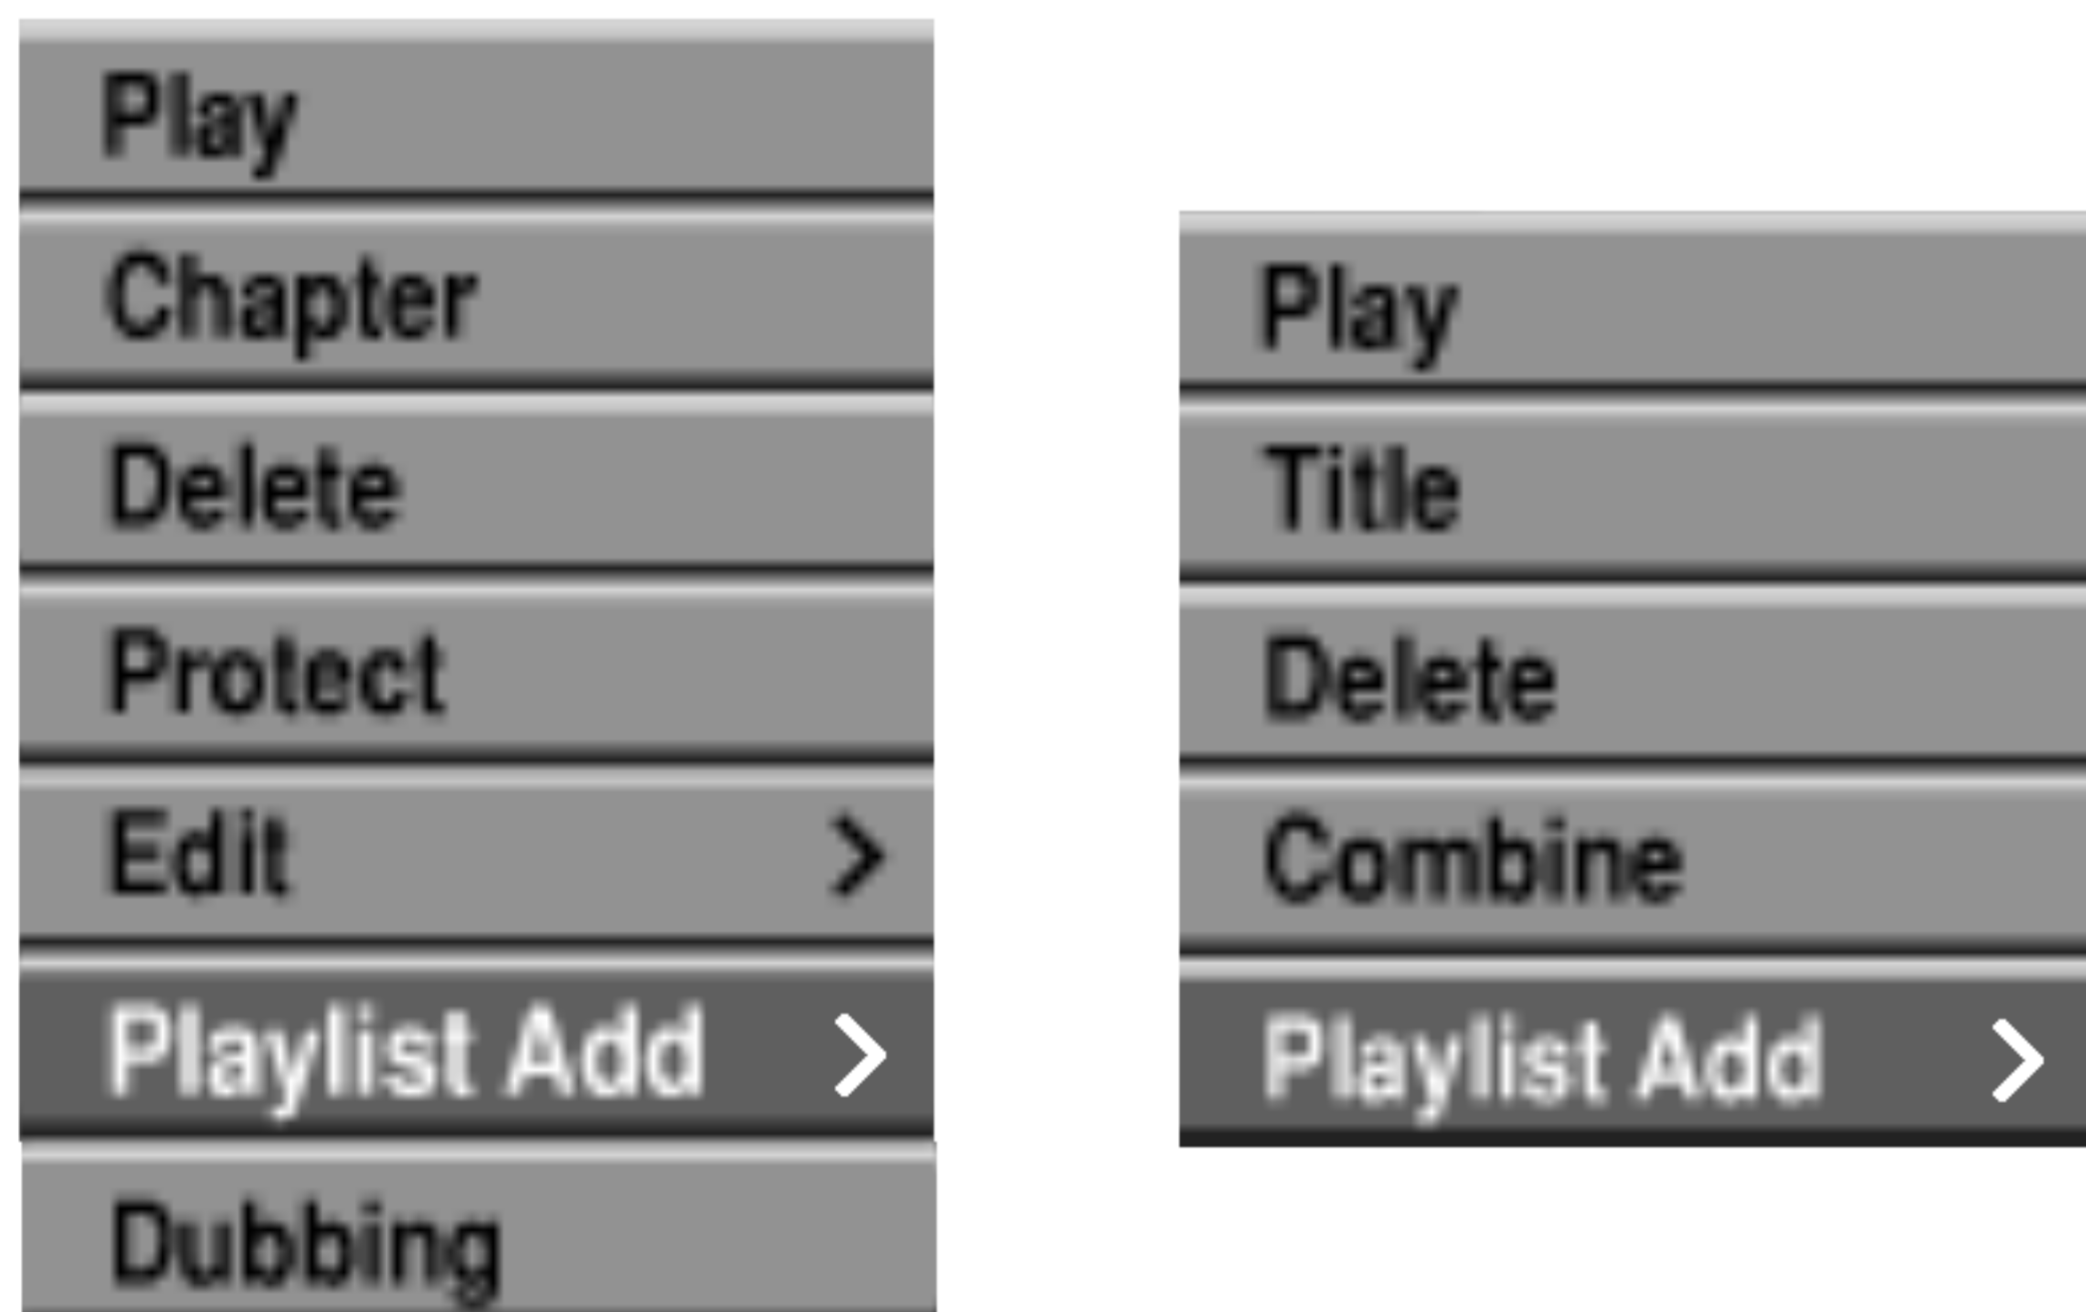 Play
Chapter
Delete
Protect
Edit
Playlist Add
Dubbing
Play
Title
Delete
Combine
Playlist Add